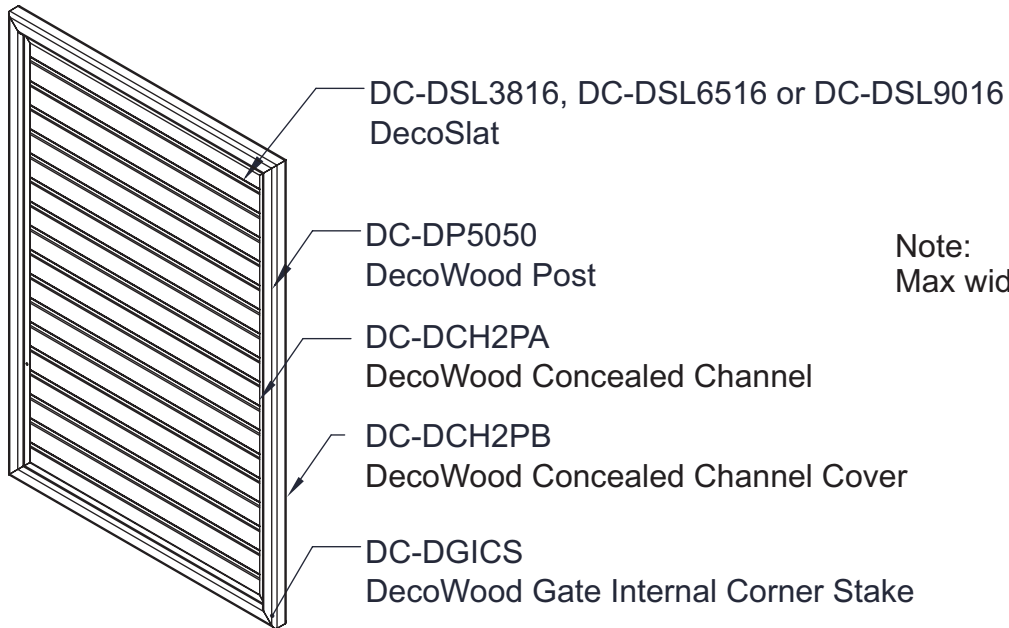 DC-DSL3816, DC-DSL6516 or DC-DSL9016
DecoSlat
DC-DP5050
DecoWood Post
Note:
Max
DC-DCH2PA
DecoWood Concealed Channel
DC-DCH2PB
DecoWood Concealed Channel Cover
DC-DGICS
DecoWood Gate Internal Corner Stake